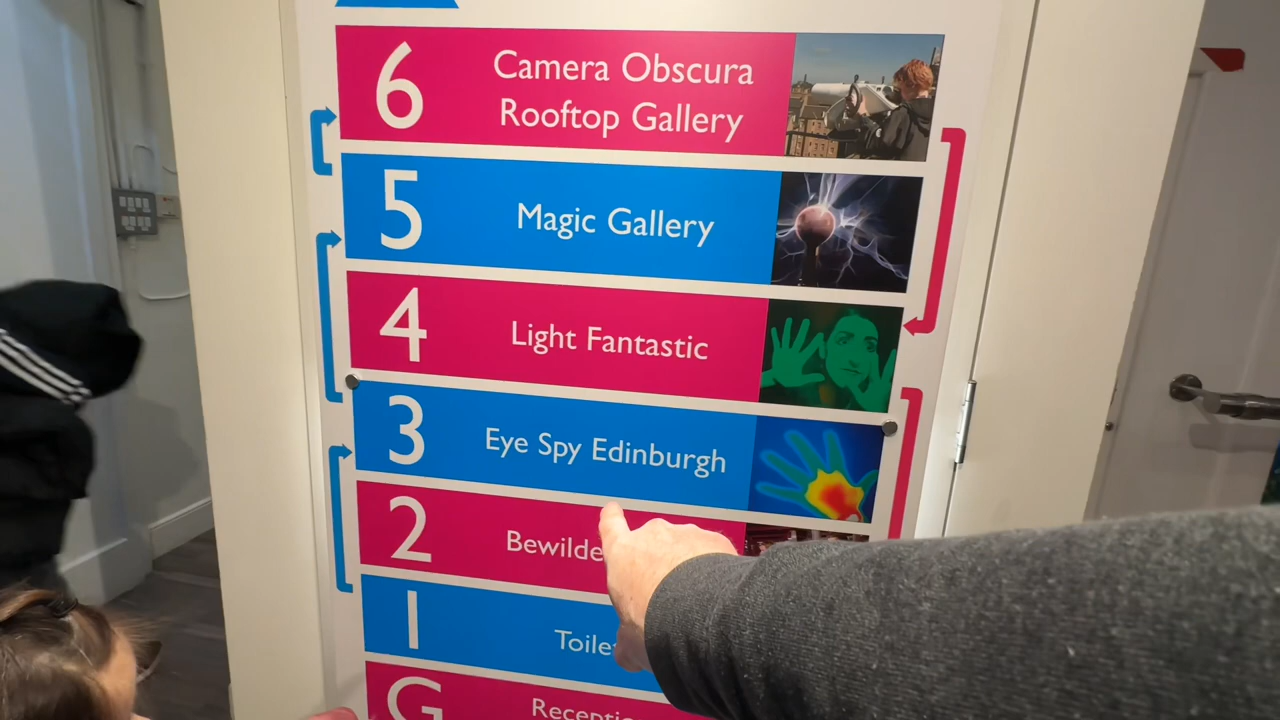 6
Camera Obscura
Rooftop Gallery
5
Magic Gallery
4
Light Fantastic
3
Eye Spy Edinburgh
2
1
G